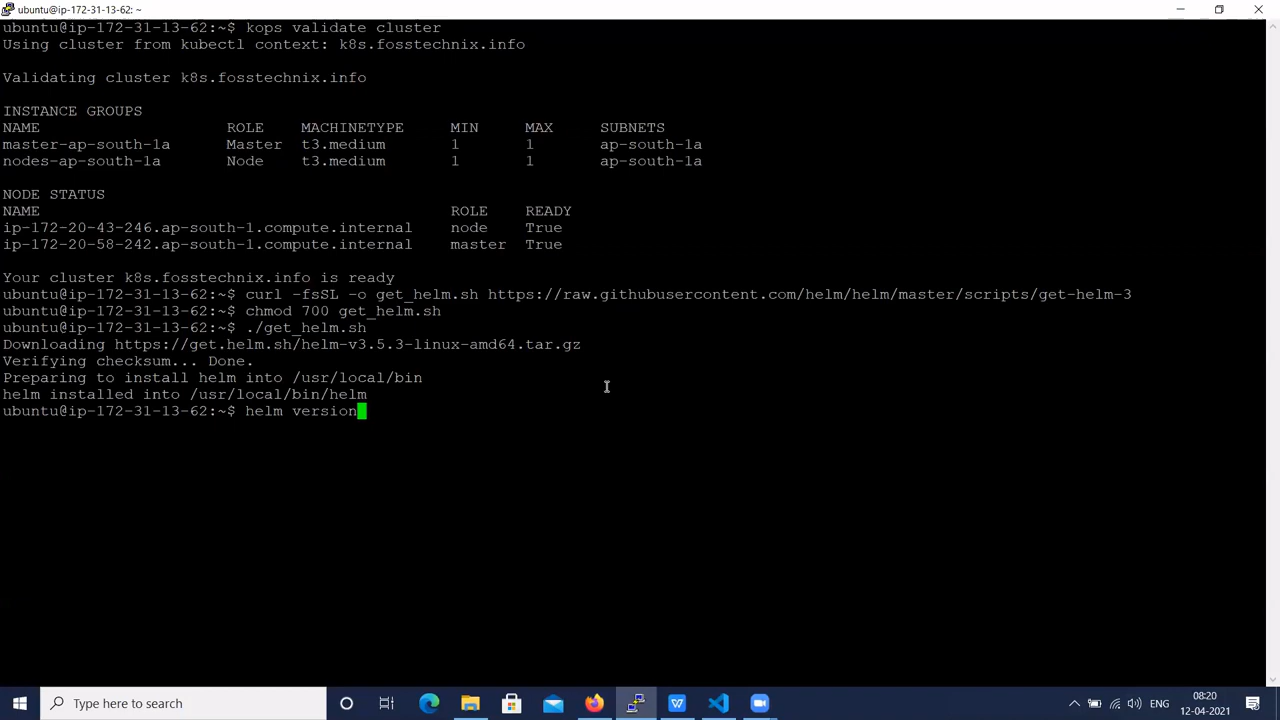 ubuntu@ip-172-31-13-62: ~
ubuntu@ip-172-31-13-62:~$ kops validate cluster
Using cluster from kubectl context: k8s.fosstechnix.info
Validating cluster k8s.fosstechnix.info
INSTANCE GROUPS
NAME ROLE MACHINETYPE MIN MAX SUBNETS
master-ap-south-1a Master t3.medium 1 1 ap-south-1a
nodes-ap-south-1a Node t3.medium 1 1 ap-south-1a
NODE STATUS
NAME ROLE READY
ip-172-20-43-246.ap-south-1.compute.internal node True
ip-172-20-58-242.ap-south-1.compute.internal master True
Your cluster k8s.fosstechnix.info is ready
ubuntu@ip-172-31-13-62:~$ curl -fsSL -o get_helm.sh https://raw.githubusercontent.com/helm/helm/master/scripts/get-helm-3
ubuntu@ip-172-31-13-62:~$ chmod 700 get_helm.sh
ubuntu@ip-172-31-13-62:~$ ./get_helm.sh
Downloading https://get.helm.sh/helm-v3.5.3-linux-amd64.tar.gz
Verifying checksum... Done.
Preparing to install helm into /usr/local/bin
helm installed into /usr/local/bin/helm
ubuntu@ip-172-31-13-62:~$ helm version
Type here to search
ENG
08:20
12-04-2021